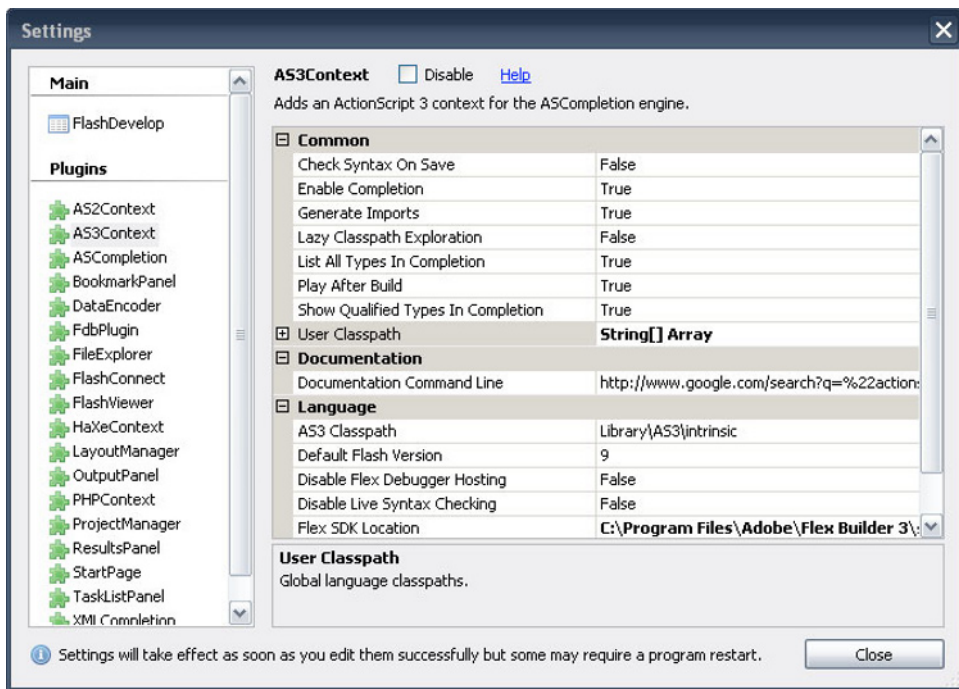 Settings
Main
FlashDevelop
Plugins
AS2Context
AS3Context
ASCompletion
BookmarkPanel
DataEncoder
FdbPlugin
FileExplorer
FlashConnect
FlashViewer
HaXeContext
LayoutManager
OutputPanel
PHPContext
ProjectManager
ResultsPanel
StartPage
TaskListPanel
XMLCompletion
AS3Context Disable Help
Adds an ActionScript 3 context for the ASCompletion engine.
Common
Check Syntax On Save False
Enable Completion True
Generate Imports True
Lazy Classpath Exploration False
List All Types In Completion True
Play After Build True
Show Qualified Types In Completion True
User Classpath String[] Array
Documentation
Documentation Command Line http://www.google.com/search?q=%22action
Language
AS3 Classpath Library\AS3\intrinsic
Default Flash Version 9
Disable Flex Debugger Hosting False
Disable Live Syntax Checking False
Flex SDK Location C:\Program Files\Adobe\Flex Builder 3\
User Classpath
Global language classpaths.
Settings will take effect as soon as you edit them successfully but some may require a program restart.
Close